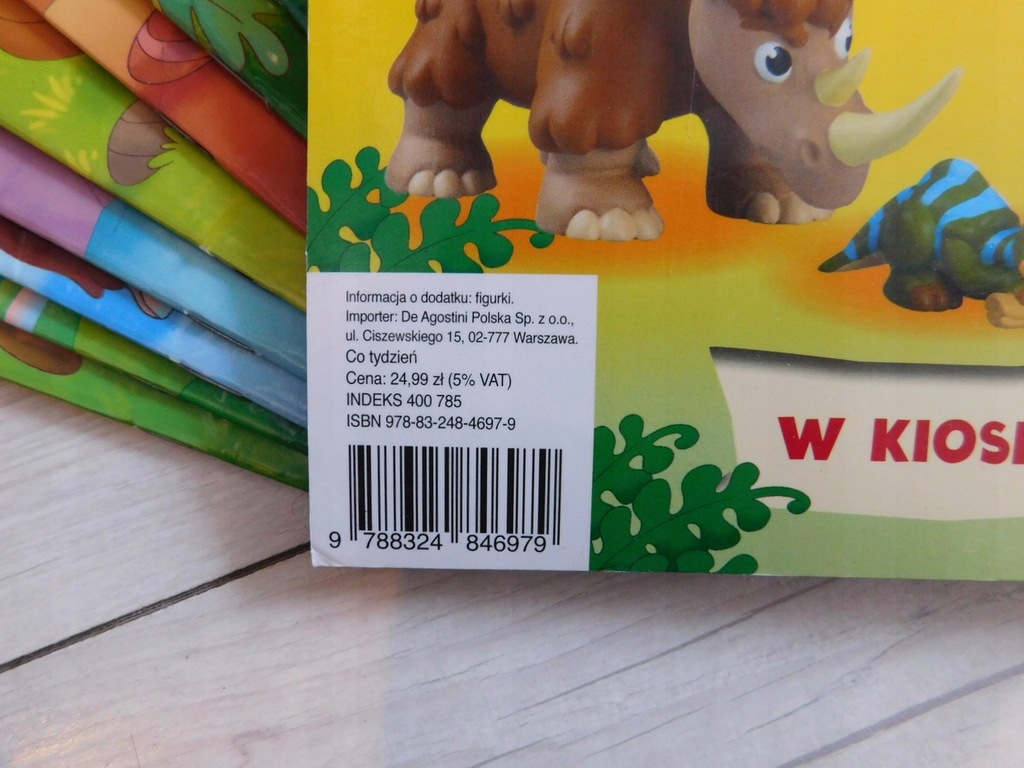 Informacja o dodatku: figurki.
Importer: De Agostini Polska Sp. z o.o.,
ul. Ciszewskiego 15, 02-777 Warszawa.
Co tydzień
Cena: 24,99 zł (5% VAT)
INDEKS 400 785
ISBN 978-83-248-4697-9
9 788324 846979
W KIOS